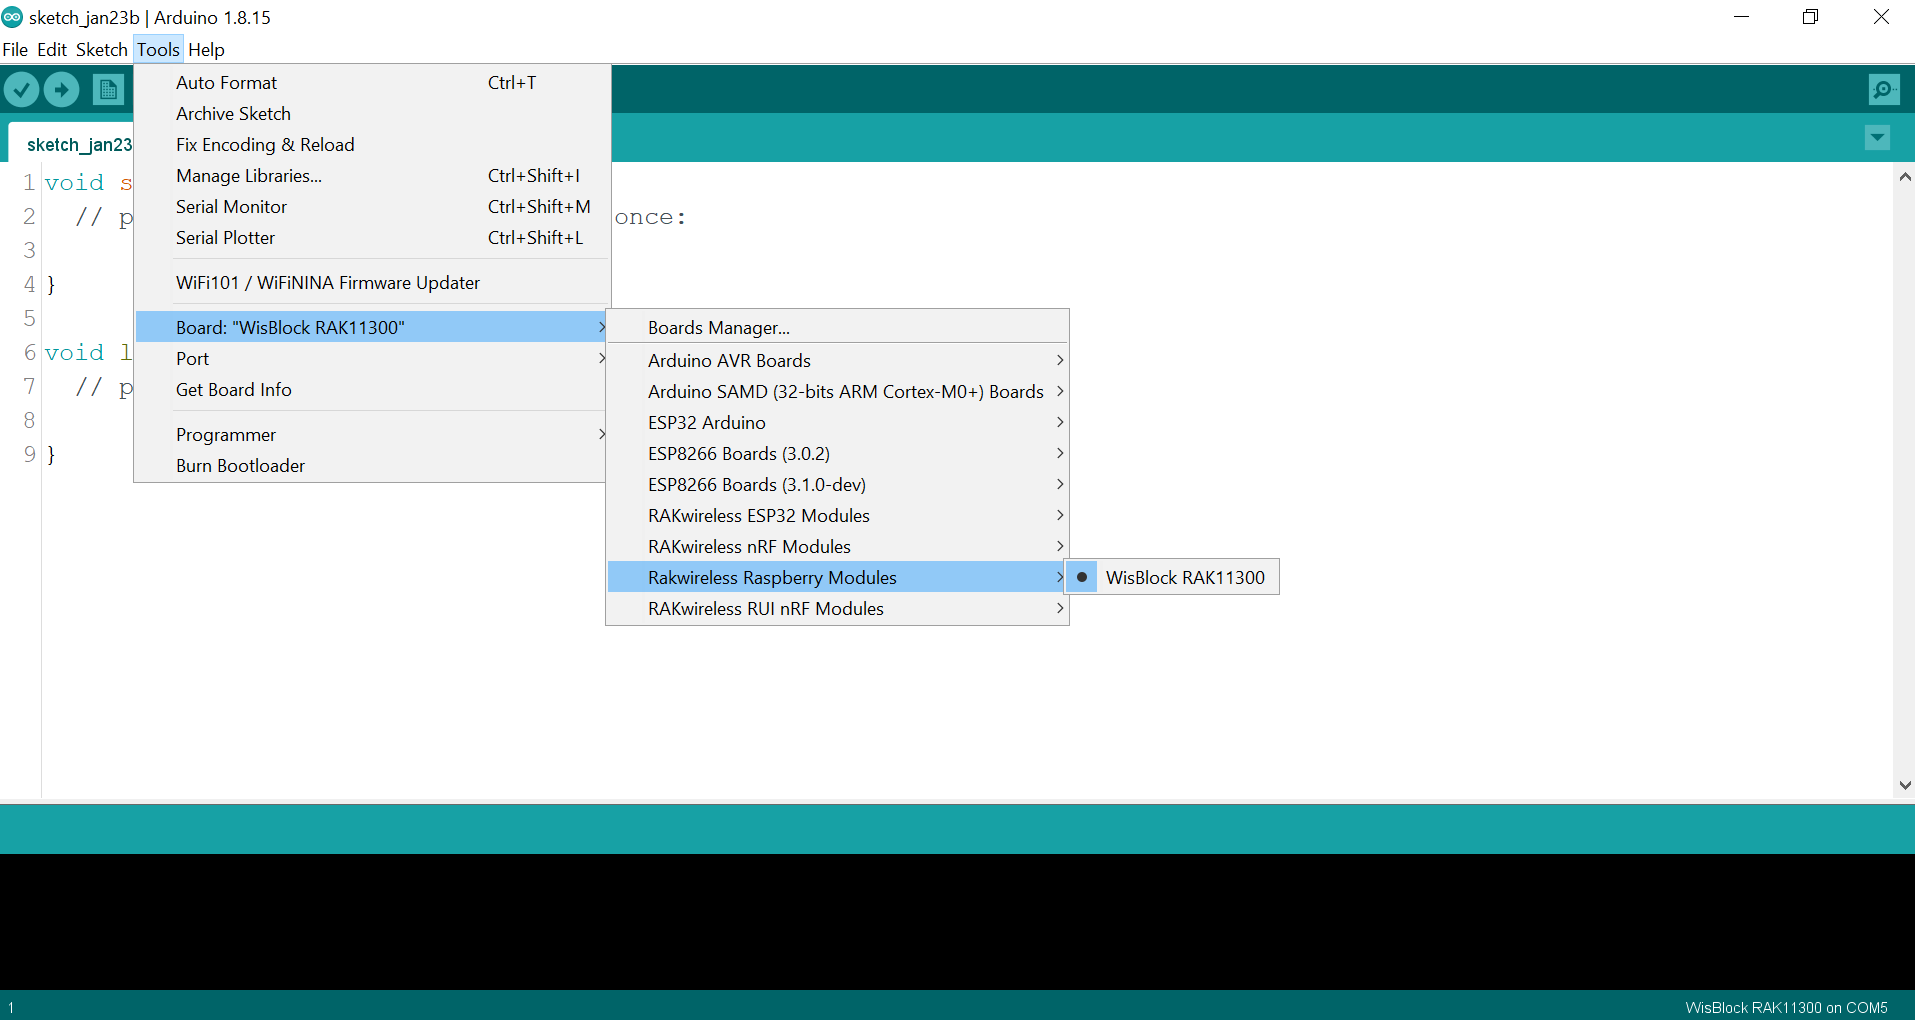 sketch_jan23b | Arduino 1.8.15
File Edit Sketch Tools Help
sketch_jan23
1 void s
2 // p
once:
3
4 }
5
6 void l
7 // p
8
9 }
Auto Format Ctrl+T
Archive Sketch
Fix Encoding & Reload
Manage Libraries... Ctrl+Shift+I
Serial Monitor Ctrl+Shift+M
Serial Plotter Ctrl+Shift+L
WiFi101 / WiFiNINA Firmware Updater
Board: "WisBlock RAK11300"
Port
Get Board Info
Programmer
Burn Bootloader
Boards Manager...
Arduino AVR Boards
Arduino SAMD (32-bits ARM Cortex-M0+) Boards
ESP32 Arduino
ESP8266 Boards (3.0.2)
ESP8266 Boards (3.1.0-dev)
RAKwireless ESP32 Modules
RAKwireless nRF Modules
Rakwireless Raspberry Modules
RAKwireless RUI nRF Modules
WisBlock RAK11300
1
WisBlock RAK11300 on COM5